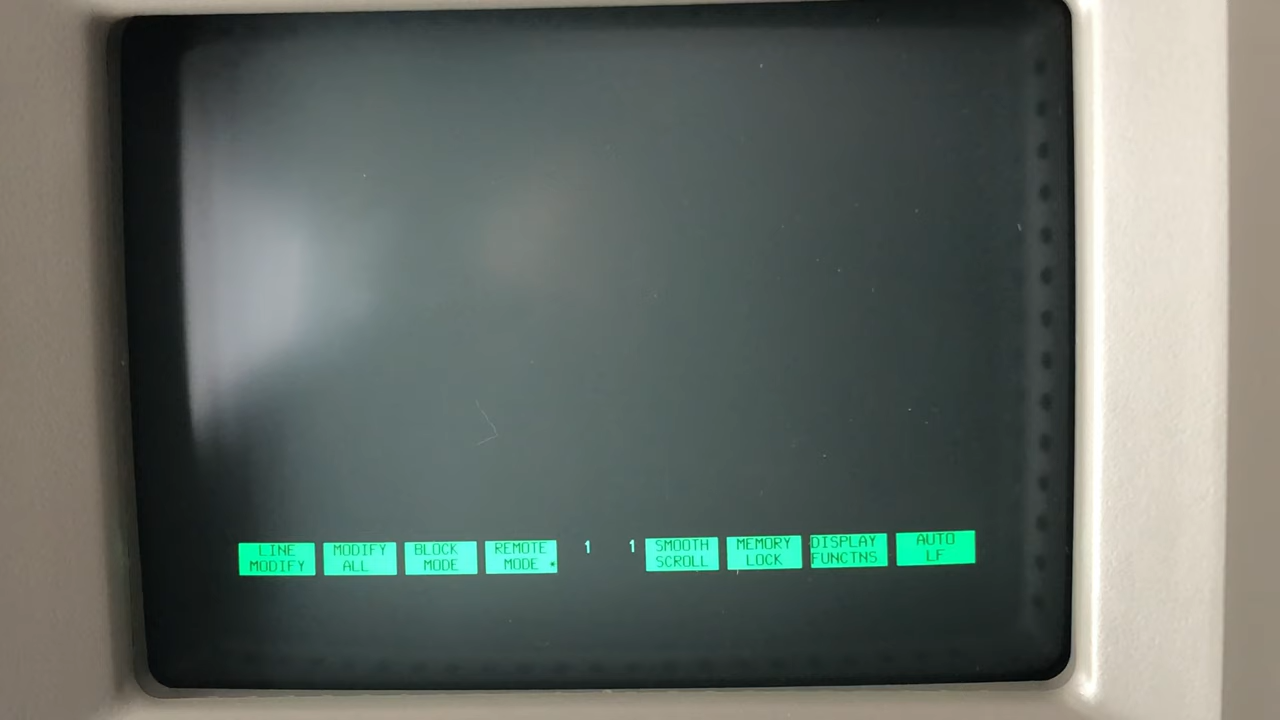 LINE MODIFY BLOCK REMOTE 1 1 SMOOTH MEMORY DISPLAY AUTO
MODIFY ALL MODE MODE * SCROLL LOCK FUNCTNS LF